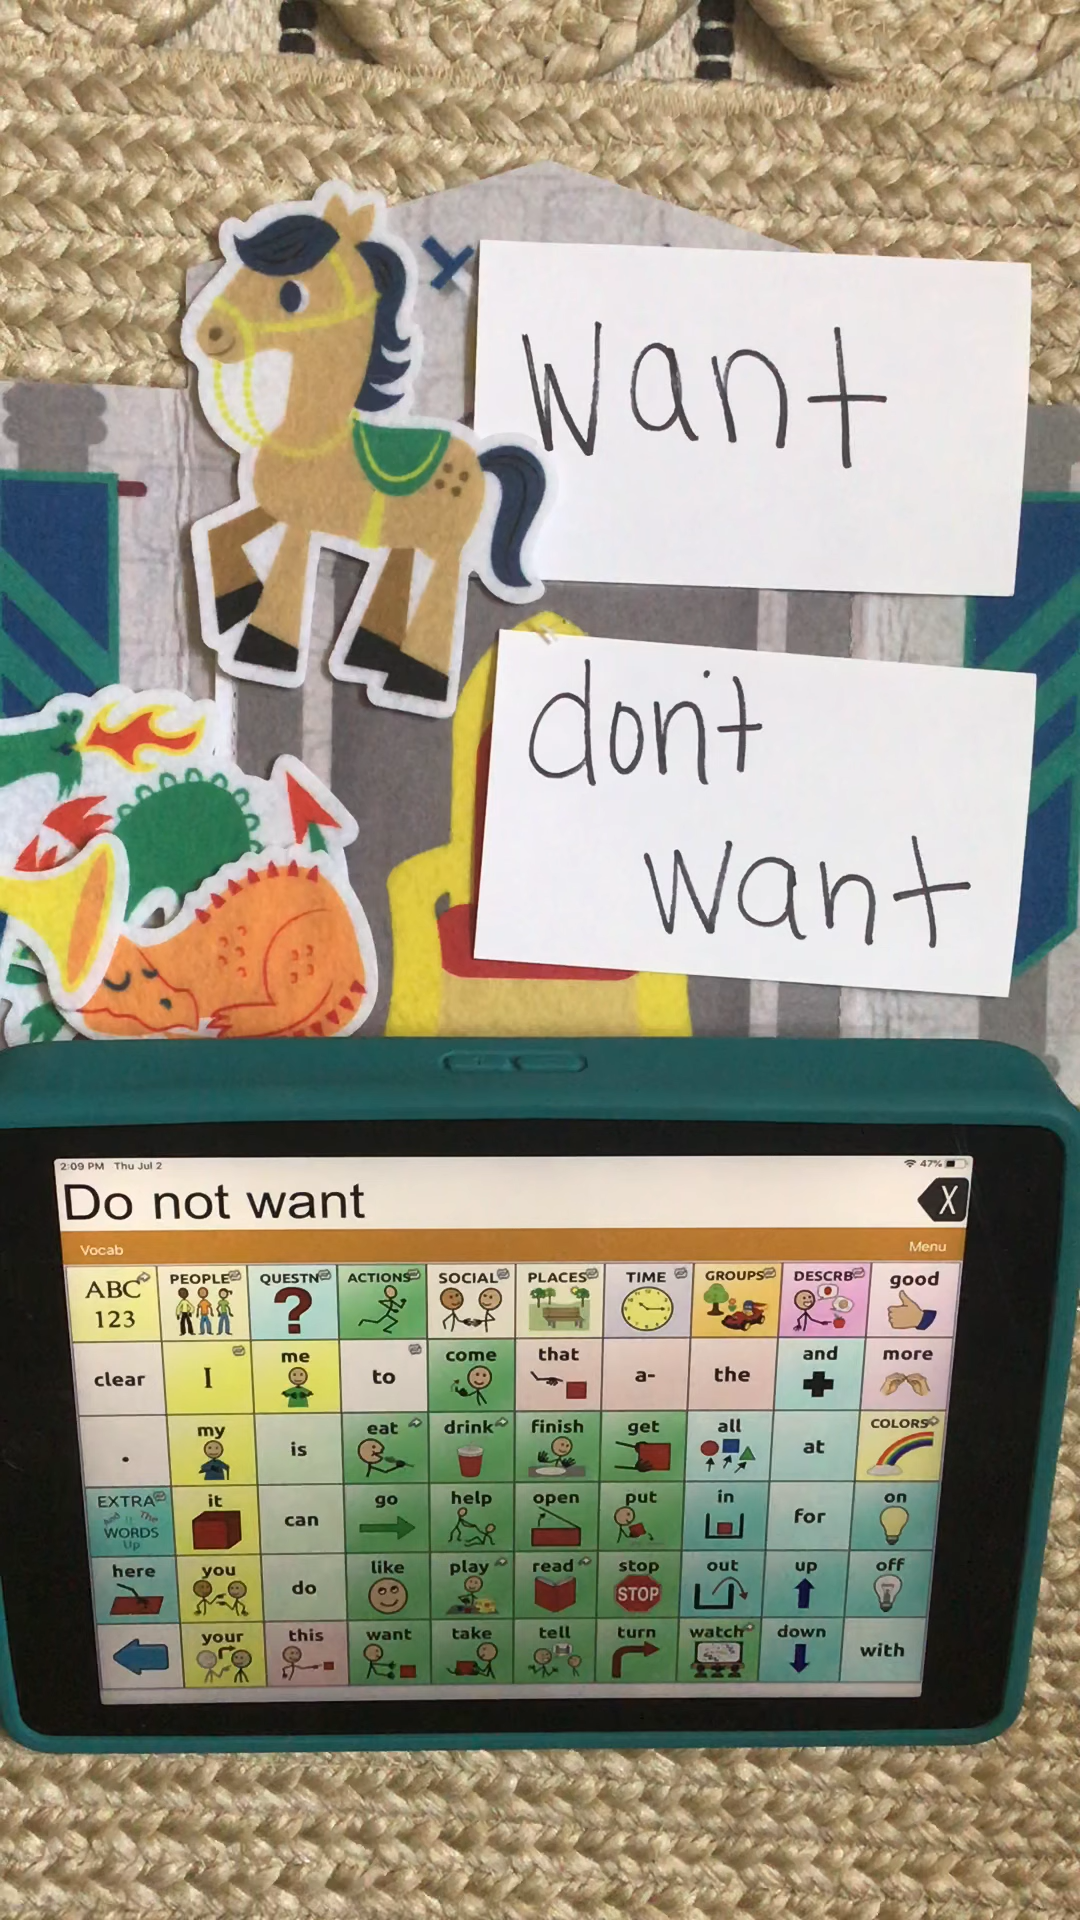 want
don't
want
2:09 PM Thu Jul 2
47%
Do not want
X
Vocab
Menu
ABC 123 PEOPLE QUESTN ACTIONS SOCIAL PLACES TIME GROUPS DESCRB good
clear I me to come that a- the and more
. my is eat drink finish get all at COLORS
EXTRA WORDS Up it can go help open put in for on
here you do like play read stop STOP out up off
your this want take tell turn watch down with